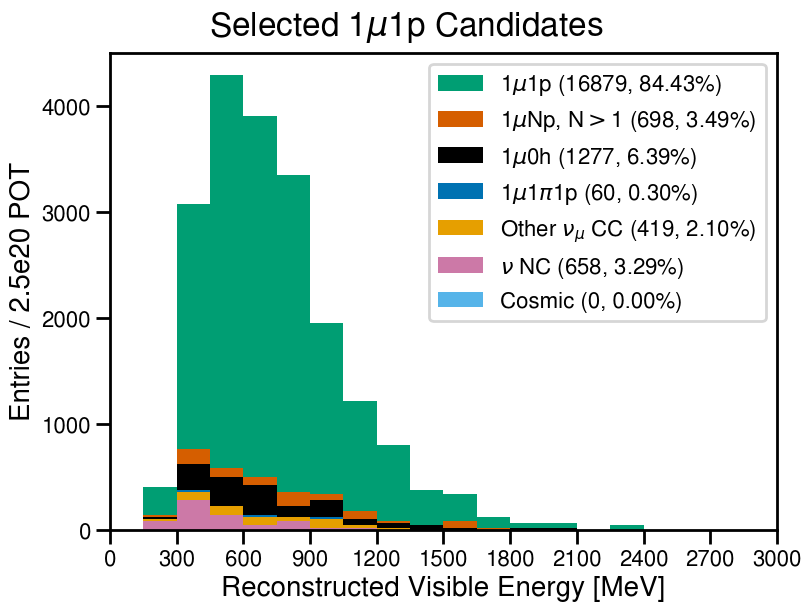 Selected 1μ1p Candidates
Entries / 2.5e20 POT
4000
3000
2000
1000
0
1μ1p (16879, 84.43%)
1μNp, N > 1 (698, 3.49%)
1μ0h (1277, 6.39%)
1μ1π1p (60, 0.30%)
Other νμ CC (419, 2.10%)
ν NC (658, 3.29%)
Cosmic (0, 0.00%)
0 300 600 900 1200 1500 1800 2100 2400 2700 3000
Reconstructed Visible Energy [MeV]